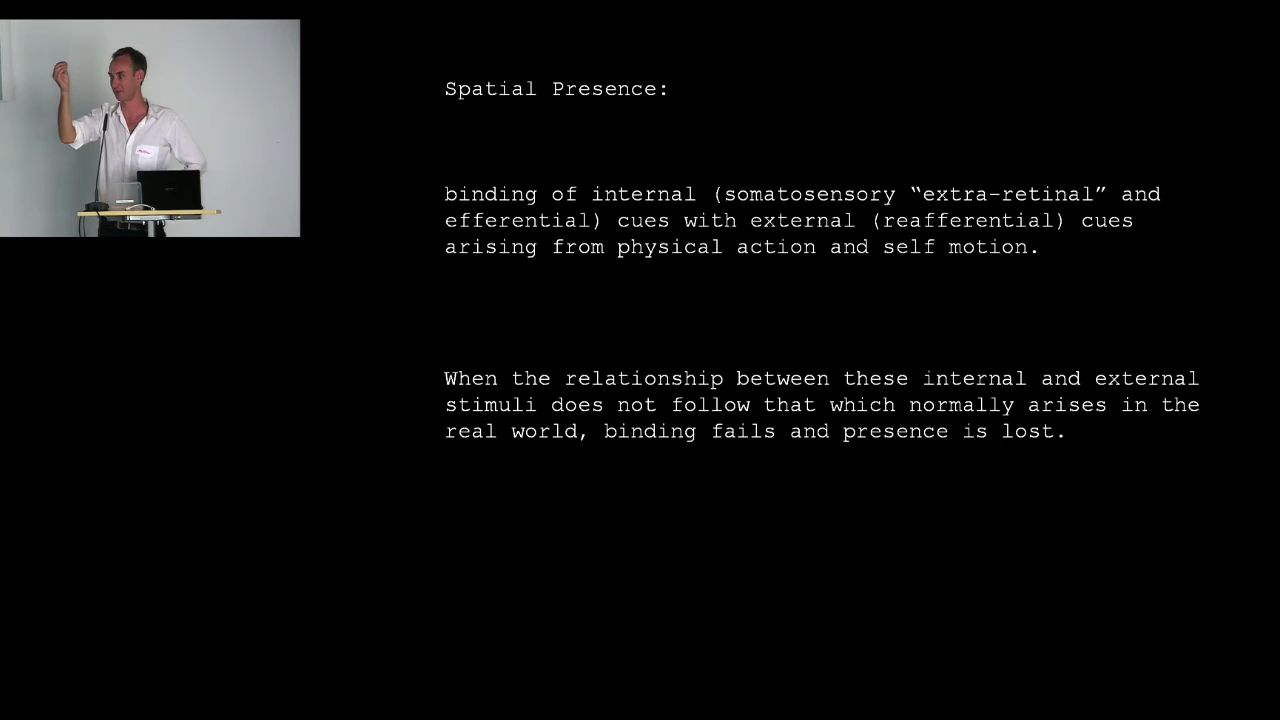 Spatial Presence:
binding of internal (somatosensory “extra-retinal” and
efferential) cues with external (reafferential) cues
arising from physical action and self motion.
When the relationship between these internal and external
stimuli does not follow that which normally arises in the
real world, binding fails and presence is lost.